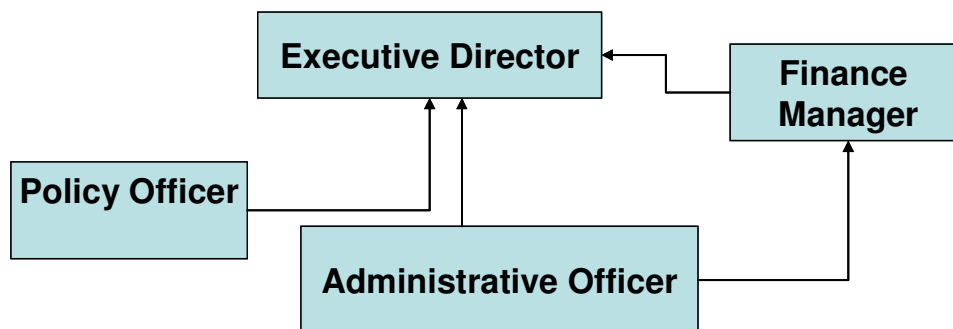 Executive Director
Finance
Manager
Policy Officer
Administrative Officer